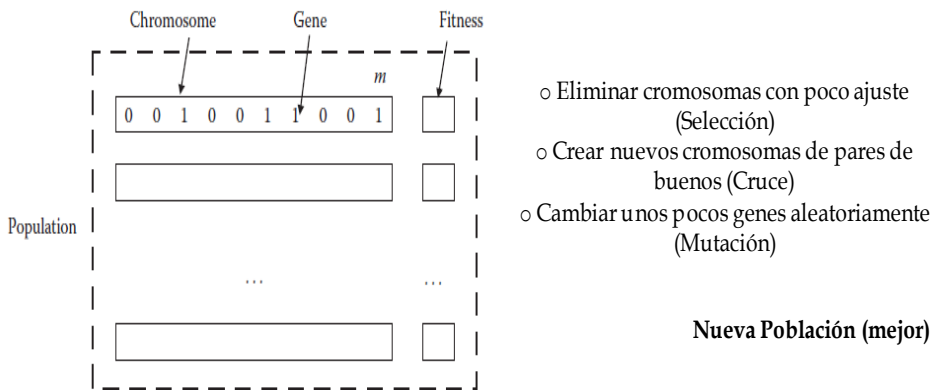 Chromosome Gene Fitness
m
0 0 1 0 0 1 1 0 0 1
Population
... ...
○ Eliminar cromosomas con poco ajuste
(Selección)
○ Crear nuevos cromosomas de pares de
buenos (Cruce)
○ Cambiar unos pocos genes aleatoriamente
(Mutación)
Nueva Población (mejor)